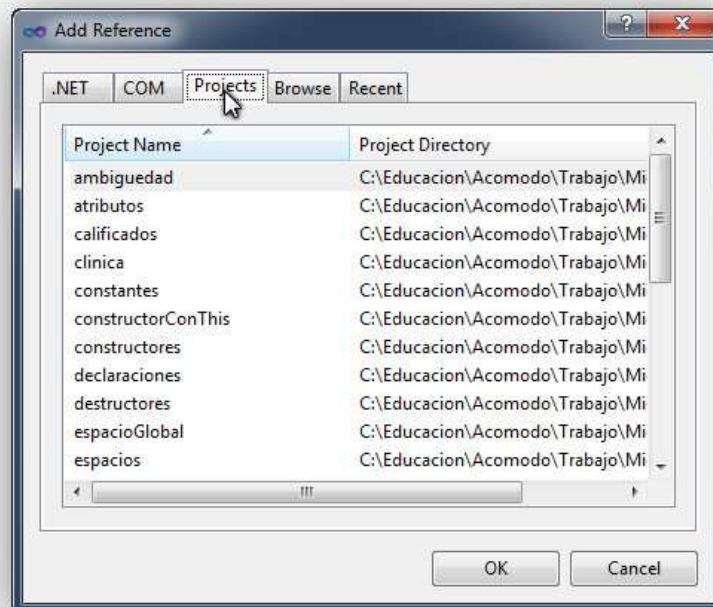 Add Reference
.NET COM Projects Browse Recent
Project Name Project Directory
ambiguedad C:\Educacion\Acomodo\Trabajo\Mi
atributos C:\Educacion\Acomodo\Trabajo\Mi
calificados C:\Educacion\Acomodo\Trabajo\Mi
clinica C:\Educacion\Acomodo\Trabajo\Mi
constantes C:\Educacion\Acomodo\Trabajo\Mi
constructorConThis C:\Educacion\Acomodo\Trabajo\Mi
constructores C:\Educacion\Acomodo\Trabajo\Mi
declaraciones C:\Educacion\Acomodo\Trabajo\Mi
destructores C:\Educacion\Acomodo\Trabajo\Mi
espacioGlobal C:\Educacion\Acomodo\Trabajo\Mi
espacios C:\Educacion\Acomodo\Trabajo\Mi
OK Cancel